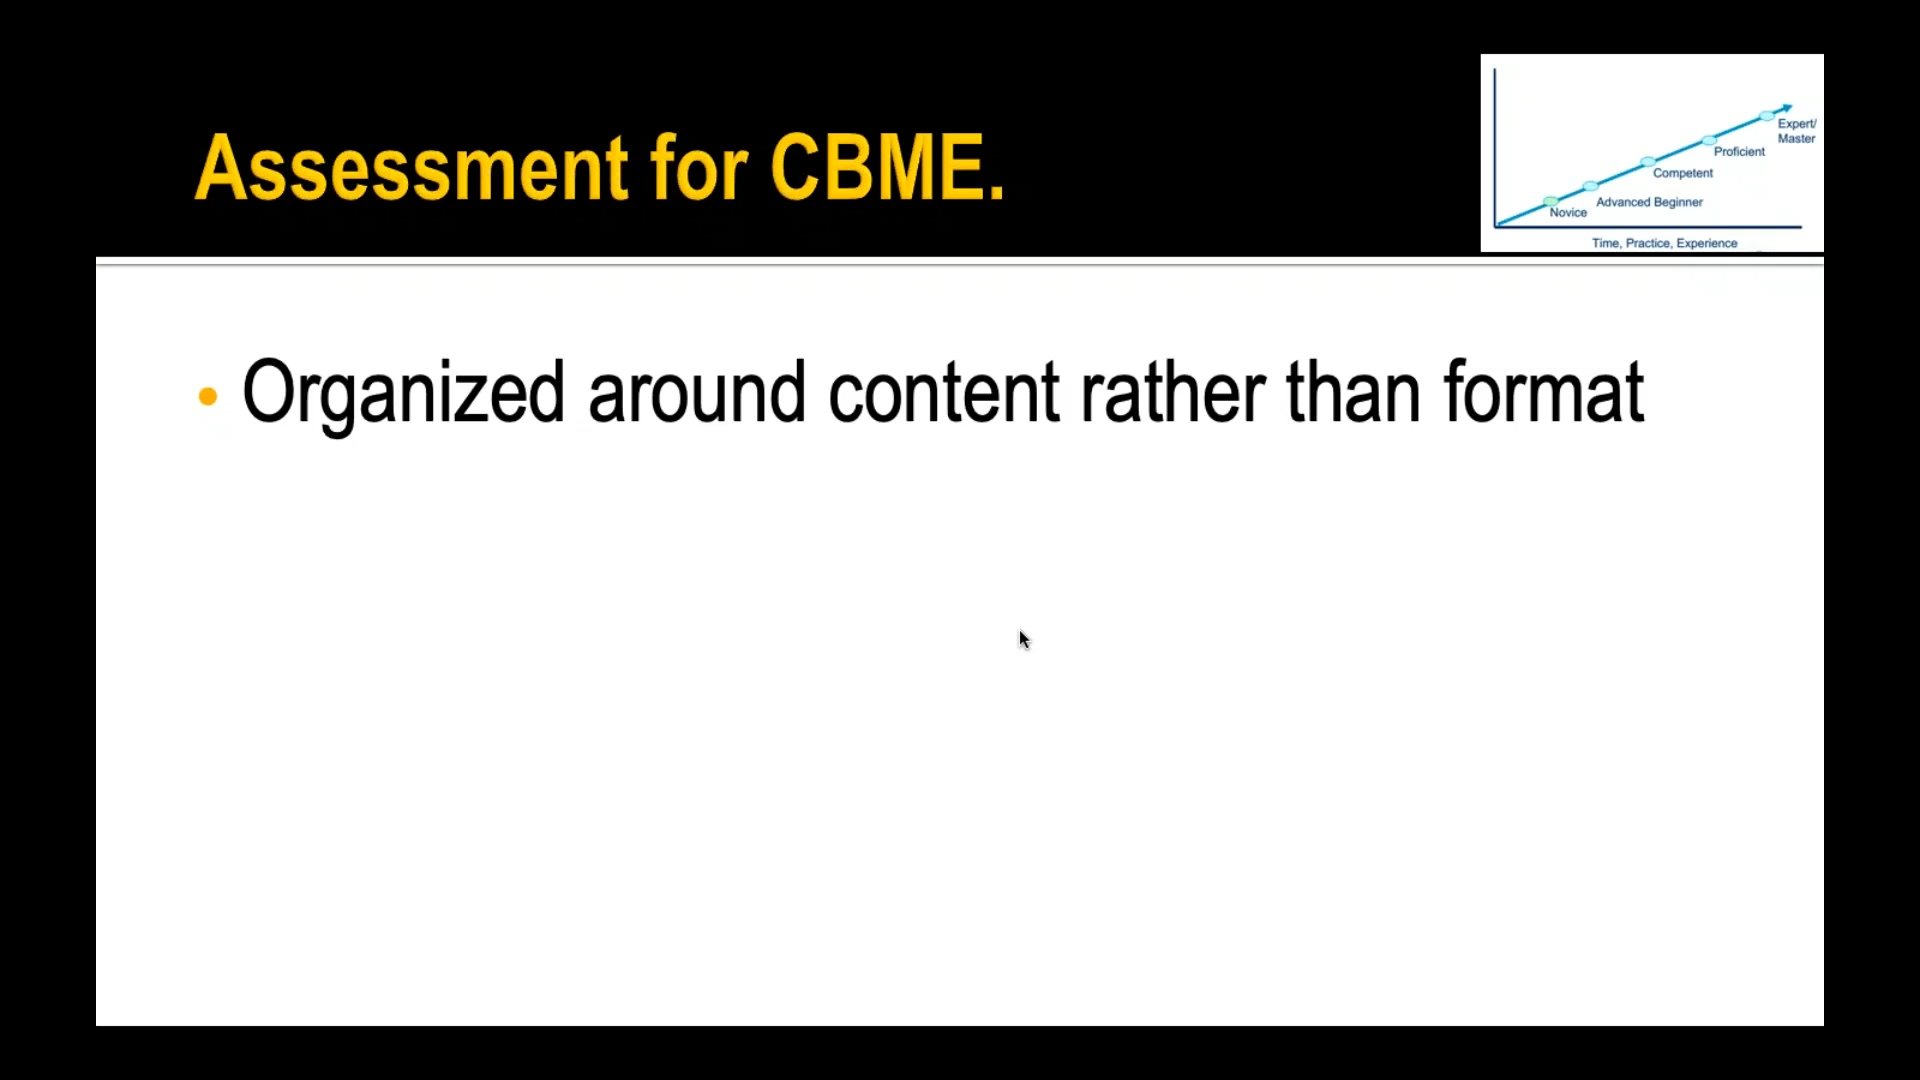 Assessment for CBME.
Expert/
Master
Proficient
Competent
Advanced Beginner
Novice
Time, Practice, Experience
• Organized around content rather than format